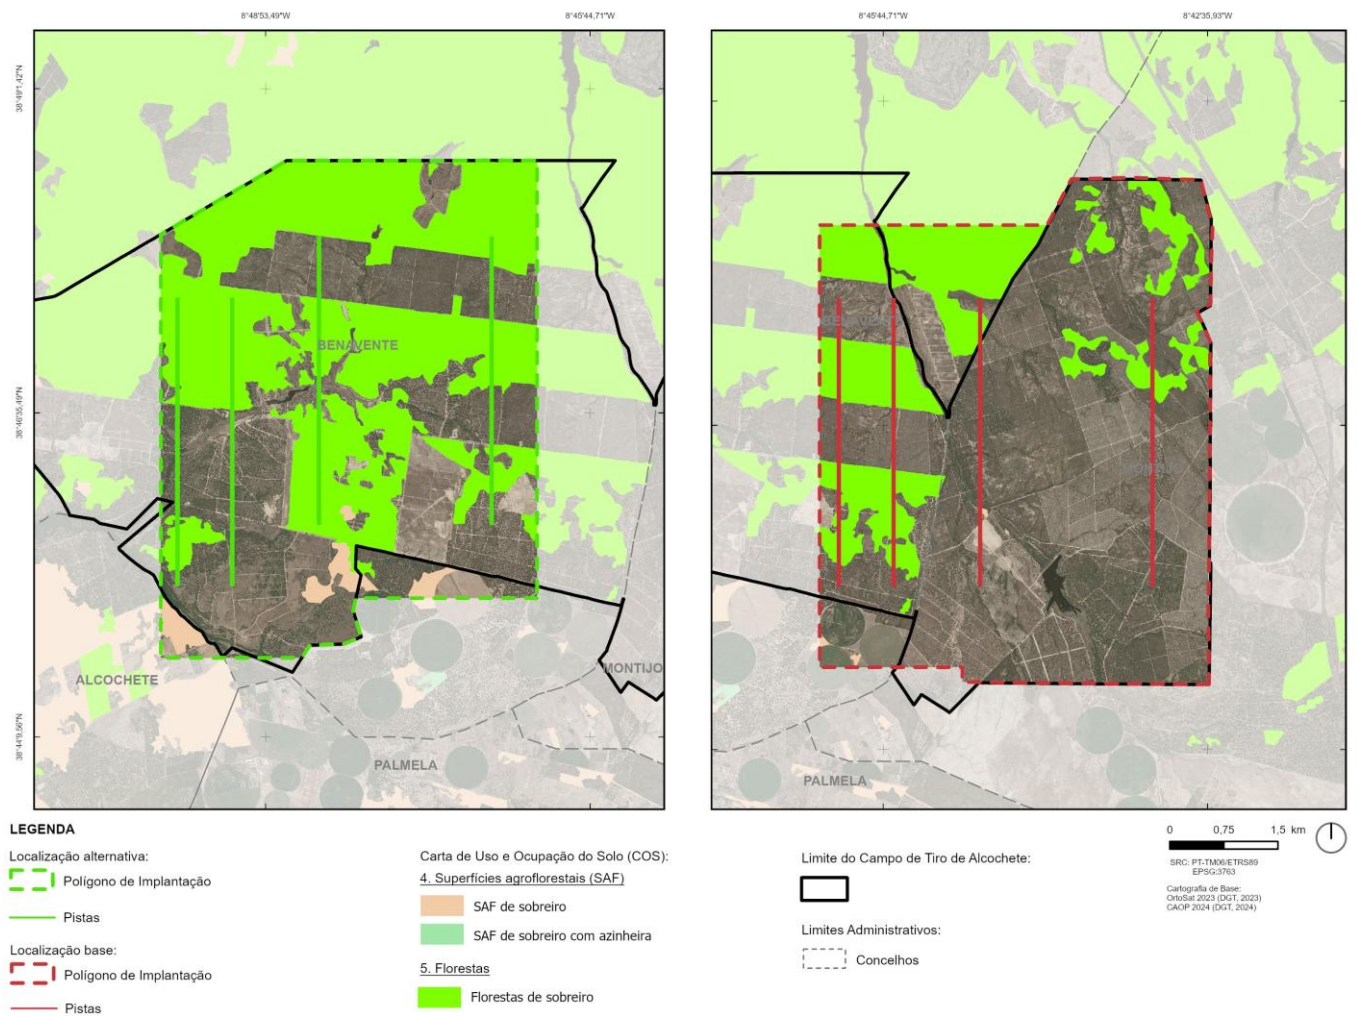 8°48'53,49"W
8°45'44,71"W
8°45'44,71"W
8°42'35,93"W
38°49'1,42"N
38°46'35,49"N
38°44'9,56"N
BENAVENTE
ALCOCHETE
MONTIJO
PALMELA
MONTIJO
PALMELA
LEGENDA
Localização alternativa:
Polígono de Implantação
Pistas
Localização base:
Polígono de Implantação
Pistas
Carta de Uso e Ocupação do Solo (COS):
4. Superfícies agroflorestais (SAF)
SAF de sobreiro
SAF de sobreiro com azinheira
5. Florestas
Florestas de sobreiro
Limite do Campo de Tiro de Alcochete:
Limites Administrativos:
Concelhos
0 0,75 1,5 km
SRC: PT-TM06/ETRS89
EPSG:3763
Cartografia de Base:
OrtoSat 2023 (DGT, 2023)
CAOP 2024 (DGT, 2024)